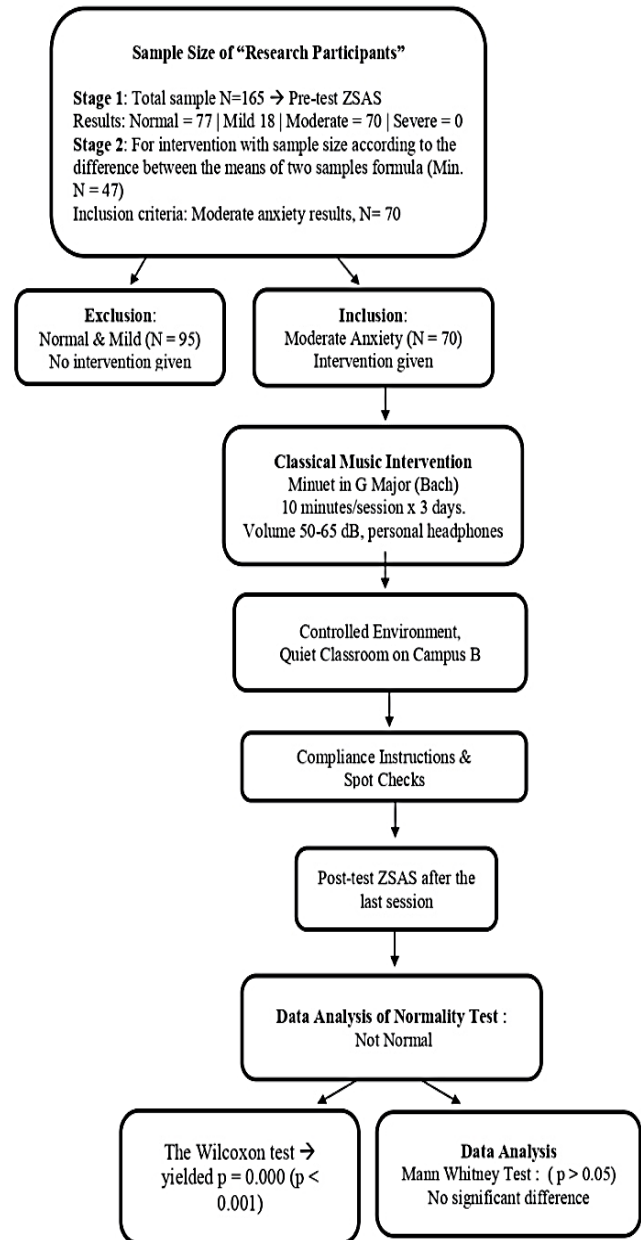 Sample Size of “Research Participants”
Stage 1: Total sample N=165 → Pre-test ZSAS
Results: Normal = 77 | Mild 18 | Moderate = 70 | Severe = 0
Stage 2: For intervention with sample size according to the
difference between the means of two samples formula (Min.
N = 47)
Inclusion criteria: Moderate anxiety results, N= 70
Exclusion:
Normal & Mild (N = 95)
No intervention given
Inclusion:
Moderate Anxiety (N = 70)
Intervention given
Classical Music Intervention
Minuet in G Major (Bach)
10 minutes/session x 3 days.
Volume 50-65 dB, personal headphones
Controlled Environment,
Quiet Classroom on Campus B
Compliance Instructions &
Spot Checks
Post-test ZSAS after the
last session
Data Analysis of Normality Test :
Not Normal
The Wilcoxon test →
yielded p = 0.000 (p <
0.001)
Data Analysis
Mann Whitney Test : ( p > 0.05)
No significant difference